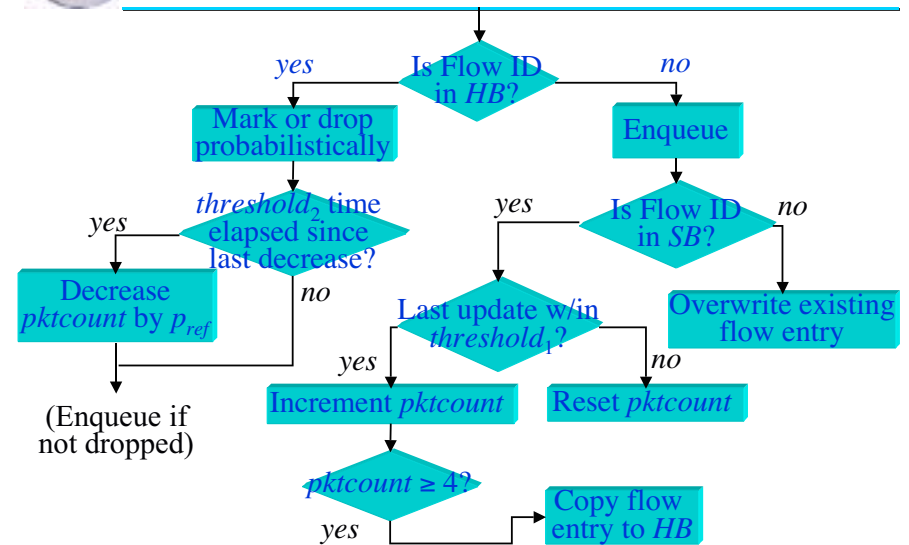 Is Flow ID
in HB?
yes
no
Mark or drop
probabilistically
Enqueue
threshold₂ time
elapsed since
last decrease?
yes
no
Decrease
pktcount by p_ref
(Enqueue if
not dropped)
Is Flow ID
in SB?
yes
no
Overwrite existing
flow entry
Last update w/in
threshold₁?
yes
no
Increment pktcount
Reset pktcount
pktcount ≥ 4?
yes
Copy flow
entry to HB